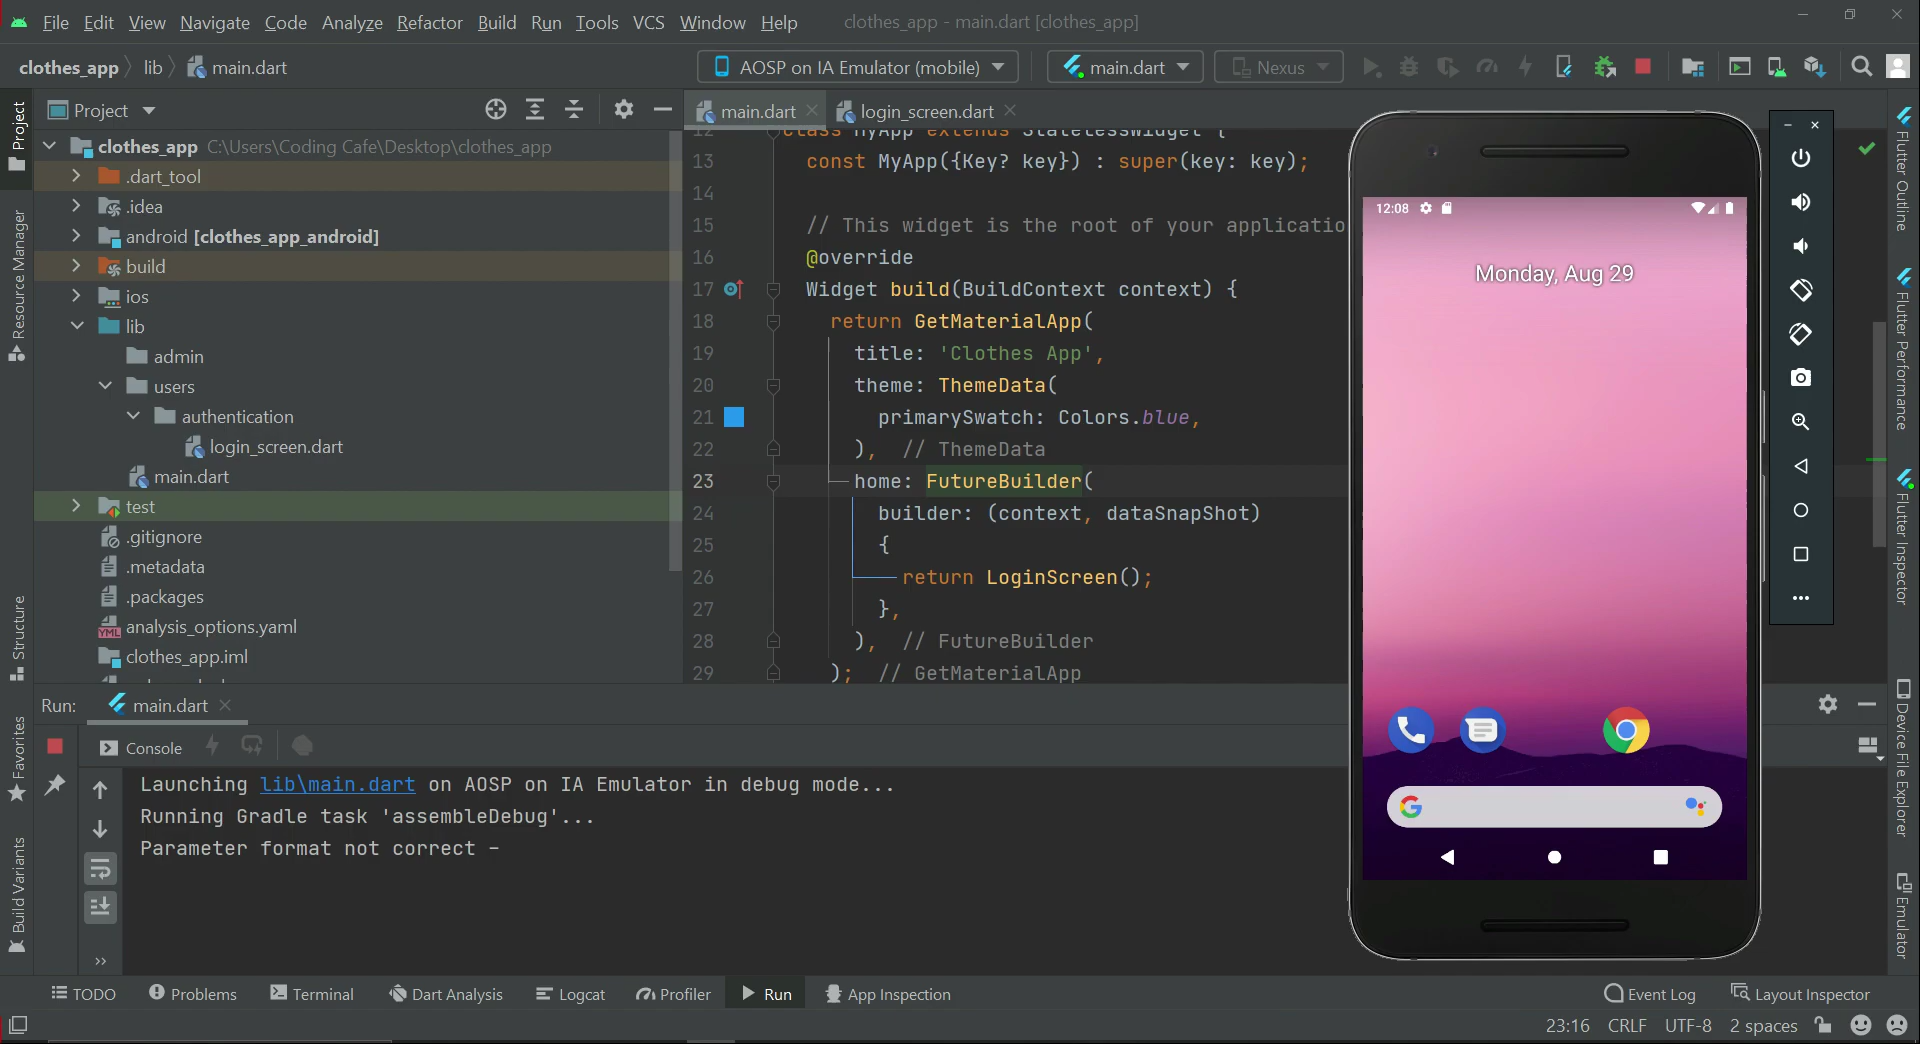 File Edit View Navigate Code Analyze Refactor Build Run Tools VCS Window Help clothes_app - main.dart [clothes_app]
clothes_app lib main.dart
AOSP on IA Emulator (mobile) main.dart Nexus
Project
clothes_app C:\Users\Coding Cafe\Desktop\clothes_app
.dart_tool
.idea
android [clothes_app_android]
build
ios
lib
admin
users
authentication
login_screen.dart
main.dart
test
.gitignore
.metadata
.packages
analysis_options.yaml
YML
clothes_app.iml
main.dart login_screen.dart
12 class MyApp extends StatelessWidget {
13 const MyApp({Key? key}) : super(key: key);
14
15 // This widget is the root of your applicatio
16 @override
17 Widget build(BuildContext context) {
18 return GetMaterialApp(
19 title: 'Clothes App',
20 theme: ThemeData(
21 primarySwatch: Colors.blue,
22 ), // ThemeData
23 home: FutureBuilder(
24 builder: (context, dataSnapShot)
25 {
26 return LoginScreen();
27 },
28 ), // FutureBuilder
29 ); // GetMaterialApp
12:08
Monday, Aug 29
Project
Resource Manager
Structure
Favorites
Build Variants
Flutter Outline
Flutter Performance
Flutter Inspector
Device File Explorer
Emulator
Run: main.dart
Console
Launching lib\main.dart on AOSP on IA Emulator in debug mode...
Running Gradle task 'assembleDebug'...
Parameter format not correct -
TODO Problems Terminal Dart Analysis Logcat Profiler Run App Inspection Event Log Layout Inspector
23:16 CRLF UTF-8 2 spaces